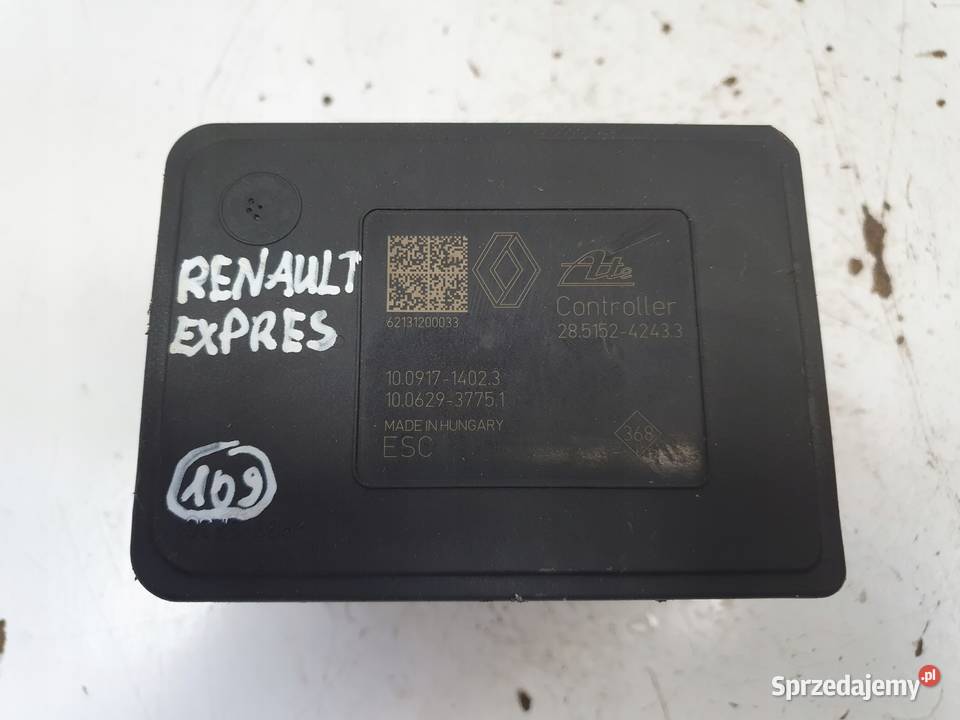 RENAULT
EXPRES
109
62131200033
Ate
Controller
28.5152-4243.3
10.0917-1402.3
10.0629-3775.1
MADE IN HUNGARY
ESC
368
Sprzedajemy.pl